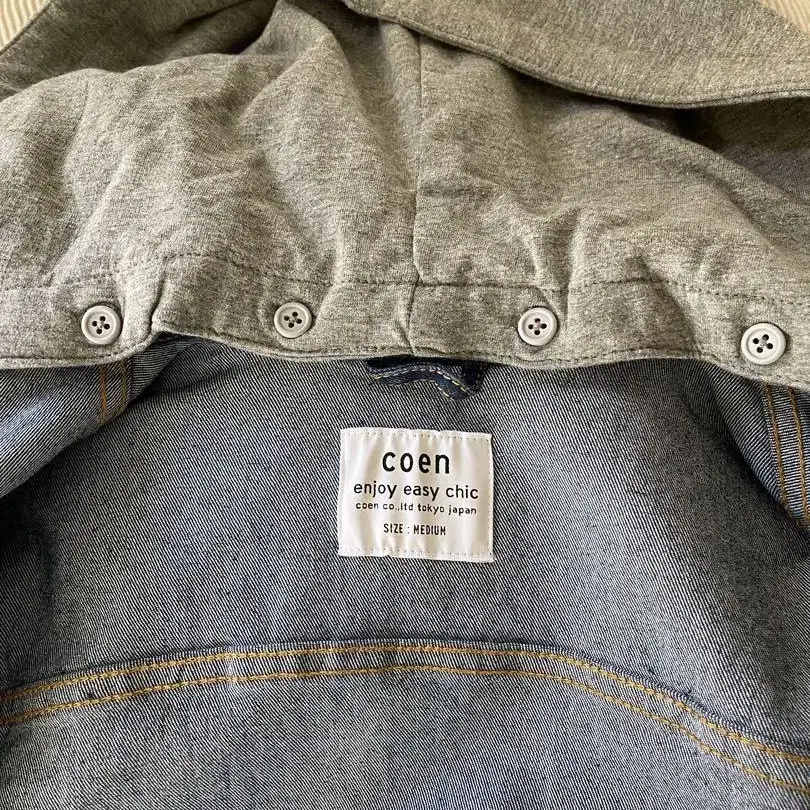 coen
enjoy easy chic
coen co.,ltd tokyo japan
SIZE : MEDIUM